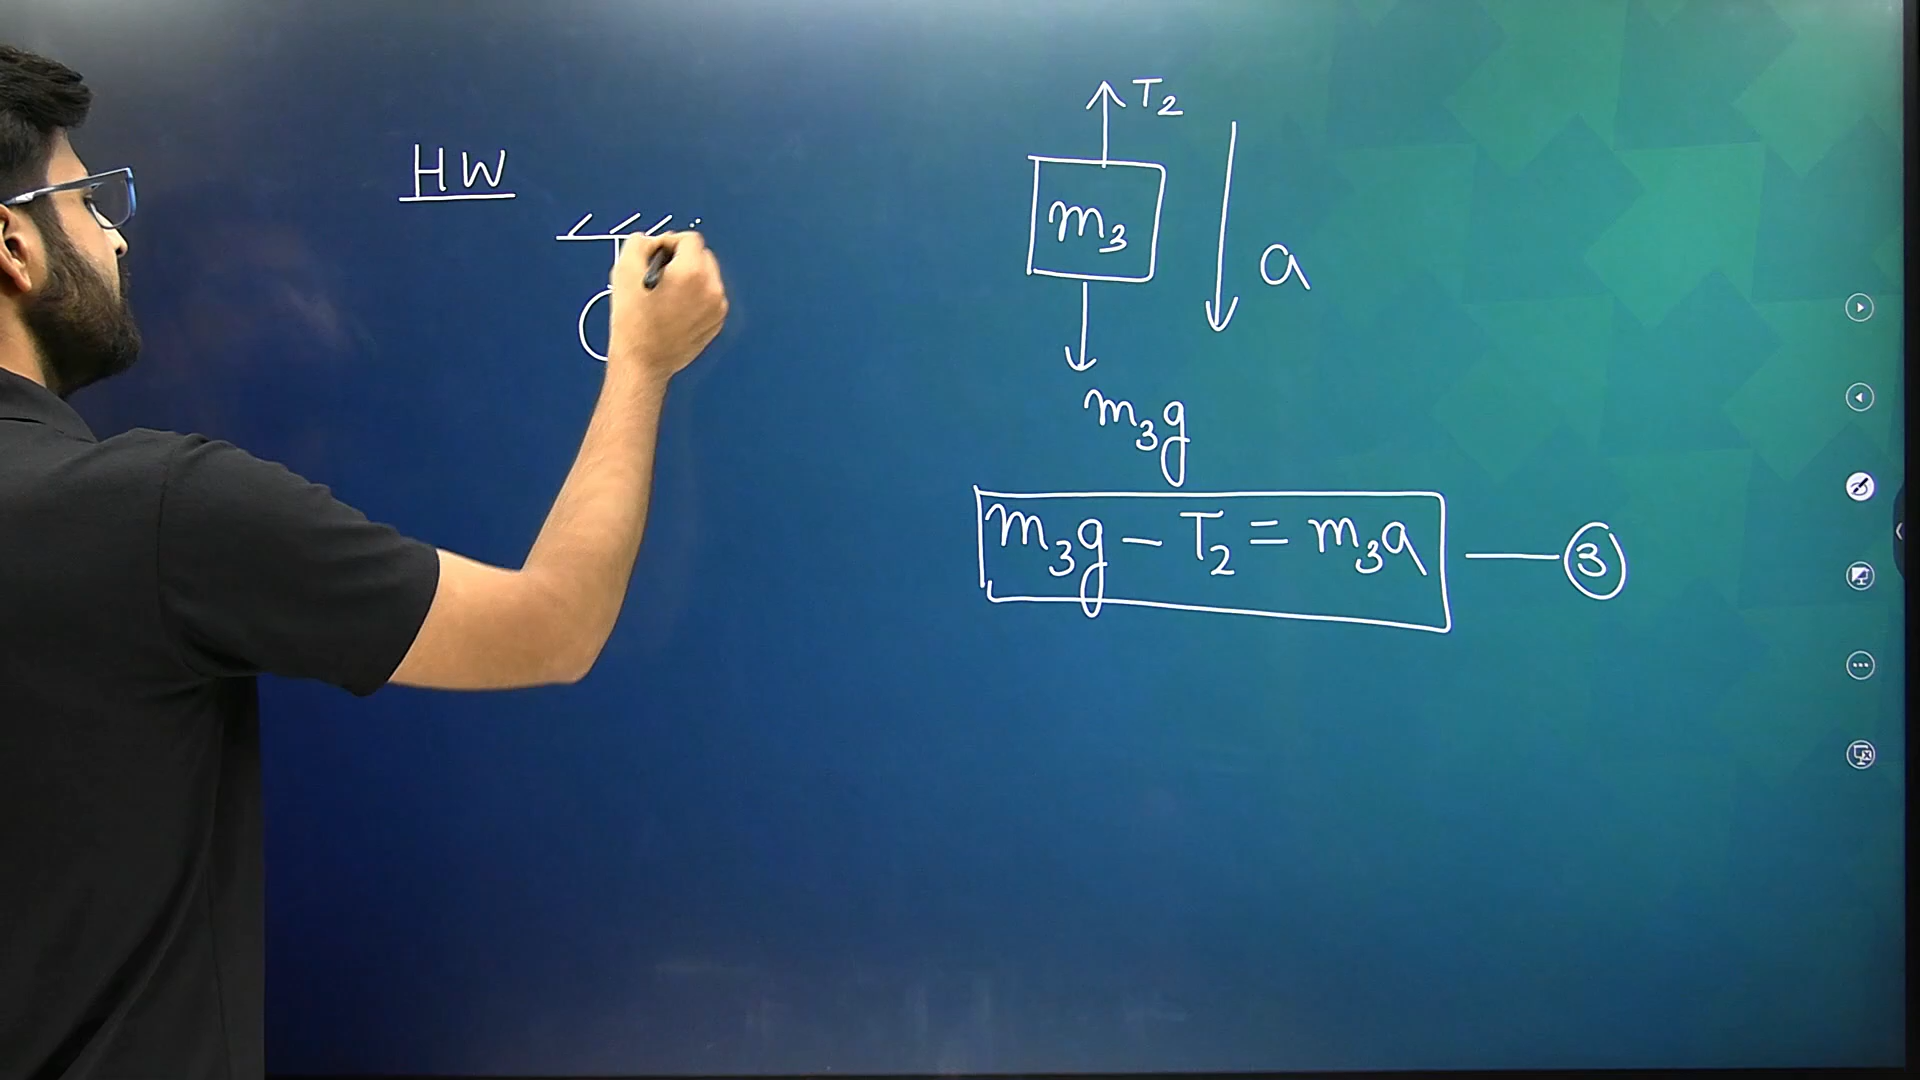 HW
T₂
m₃
a
m₃g
m₃g – T₂ = m₃a — ③